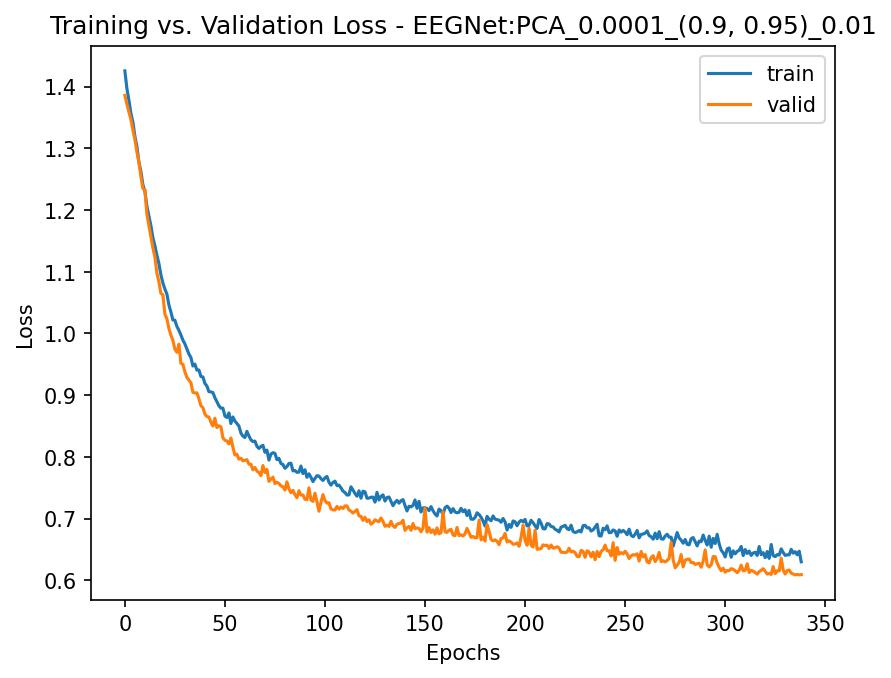 Training vs. Validation Loss - EEGNet:PCA_0.0001_(0.9, 0.95)_0.01
train
valid
1.4
1.3
1.2
1.1
1.0
0.9
0.8
0.7
0.6
Loss
0 50 100 150 200 250 300 350
Epochs